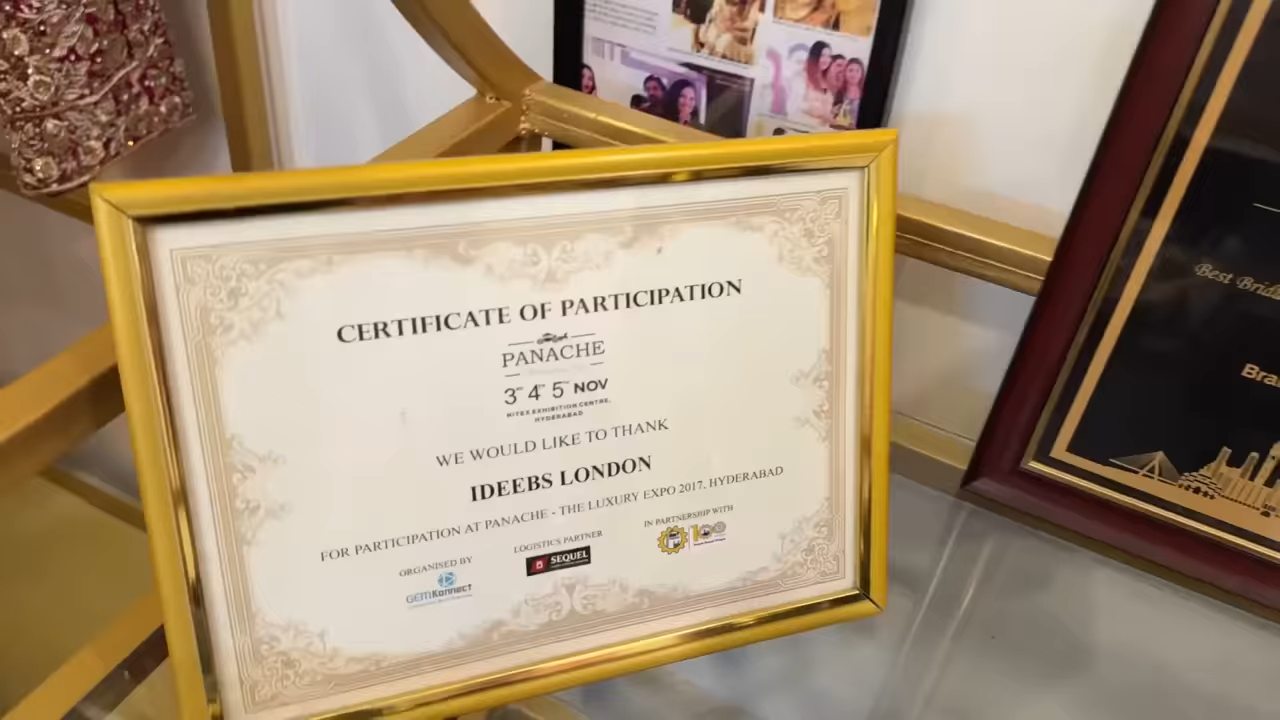 CERTIFICATE OF PARTICIPATION
PANACHE
3RD 4TH 5TH NOV
HITEX EXHIBITION CENTRE,
HYDERABAD
WE WOULD LIKE TO THANK
IDEEBS LONDON
FOR PARTICIPATION AT PANACHE - THE LUXURY EXPO 2017, HYDERABAD
ORGANISED BY
LOGISTICS PARTNER
IN PARTNERSHIP WITH
GEMKonnect
SEQUEL
100
Best Brid
Bra